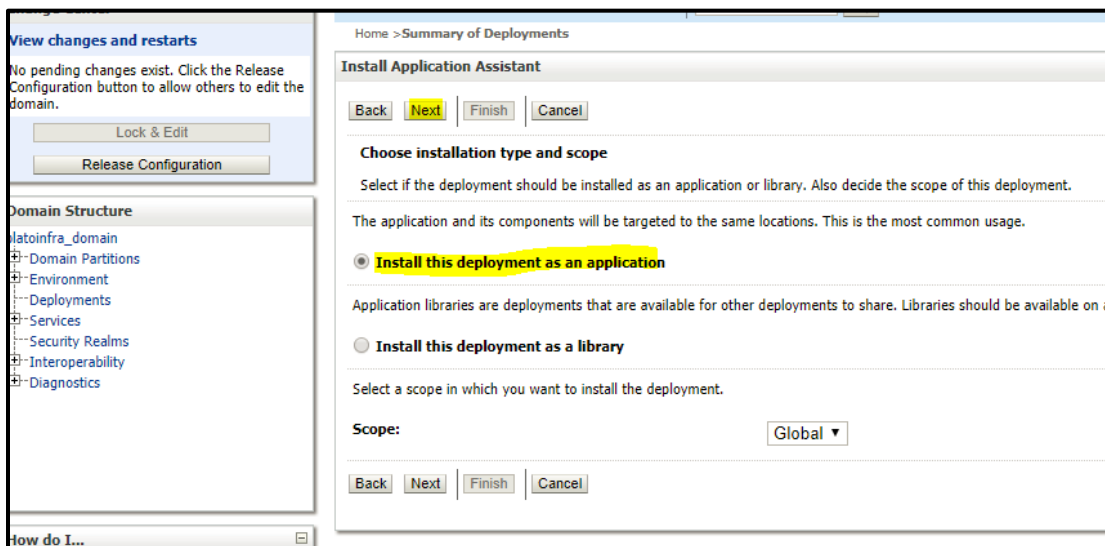 View changes and restarts
No pending changes exist. Click the Release
Configuration button to allow others to edit the
domain.
Lock & Edit
Release Configuration
Domain Structure
platoinfra_domain
Domain Partitions
Environment
Deployments
Services
Security Realms
Interoperability
Diagnostics
How do I...
Home >Summary of Deployments
Install Application Assistant
Back Next Finish Cancel
Choose installation type and scope
Select if the deployment should be installed as an application or library. Also decide the scope of this deployment.
The application and its components will be targeted to the same locations. This is the most common usage.
Install this deployment as an application
Application libraries are deployments that are available for other deployments to share. Libraries should be available on
Install this deployment as a library
Select a scope in which you want to install the deployment.
Scope:
Global
Back Next Finish Cancel